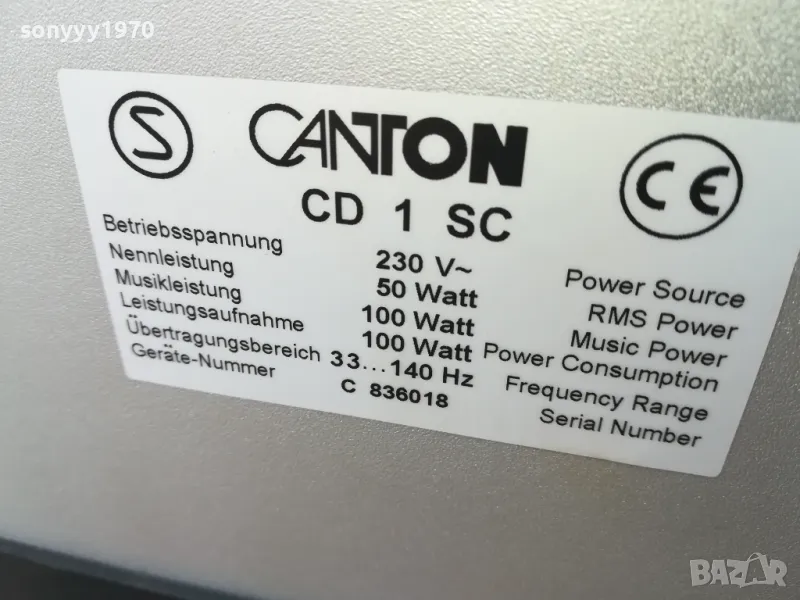 sonyyy1970
S CANTON CE
CD 1 SC
Betriebsspannung 230 V~ Power Source
Nennleistung 50 Watt RMS Power
Musikleistung 100 Watt Music Power
Leistungsaufnahme 100 Watt Power Consumption
Übertragungsbereich 33...140 Hz Frequency Range
Geräte-Nummer C 836018 Serial Number
BAZAR